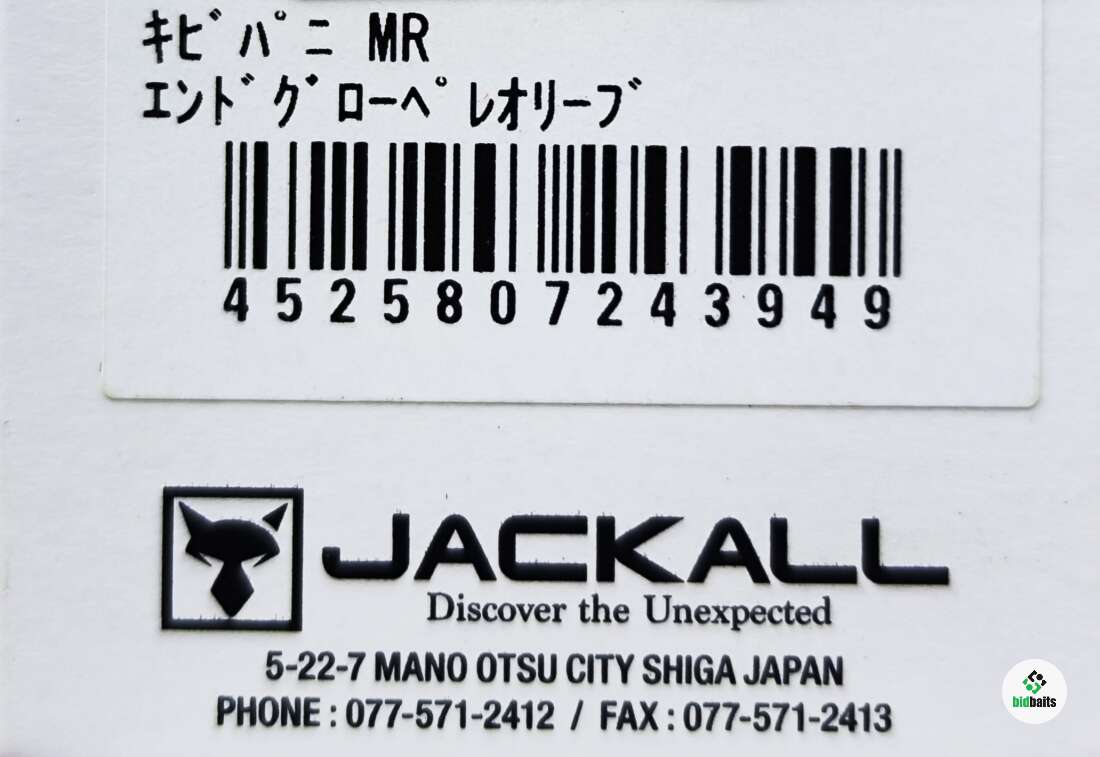 ｷﾋﾞﾊﾟﾆ MR
ｴﾝﾄﾞｸﾞﾛｰﾍﾟﾚｵﾘｰﾌﾞ
4525807243949
JACKALL
Discover the Unexpected
5-22-7 MANO OTSU CITY SHIGA JAPAN
PHONE : 077-571-2412 / FAX : 077-571-2413
bidbaits